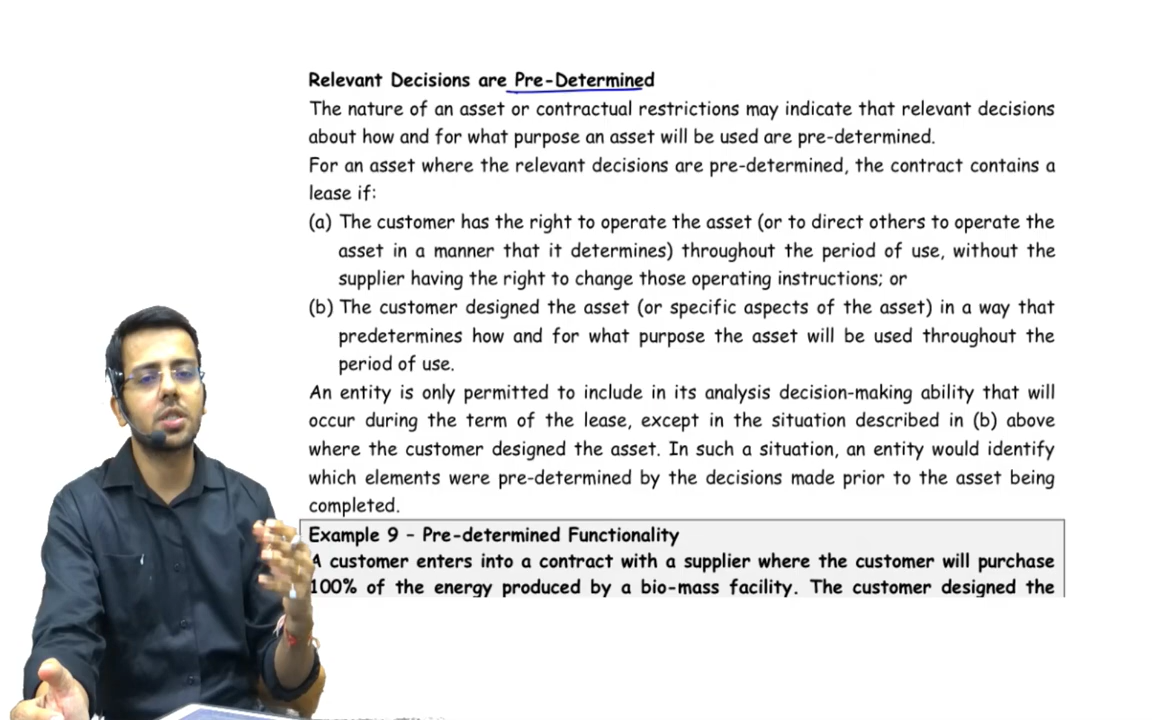 Relevant Decisions are Pre-Determined
The nature of an asset or contractual restrictions may indicate that relevant decisions
about how and for what purpose an asset will be used are pre-determined.
For an asset where the relevant decisions are pre-determined, the contract contains a
lease if:
(a) The customer has the right to operate the asset (or to direct others to operate the
asset in a manner that it determines) throughout the period of use, without the
supplier having the right to change those operating instructions; or
(b) The customer designed the asset (or specific aspects of the asset) in a way that
predetermines how and for what purpose the asset will be used throughout the
period of use.
An entity is only permitted to include in its analysis decision-making ability that will
occur during the term of the lease, except in the situation described in (b) above
where the customer designed the asset. In such a situation, an entity would identify
which elements were pre-determined by the decisions made prior to the asset being
completed.
Example 9 - Pre-determined Functionality
A customer enters into a contract with a supplier where the customer will purchase
100% of the energy produced by a bio-mass facility. The customer designed the